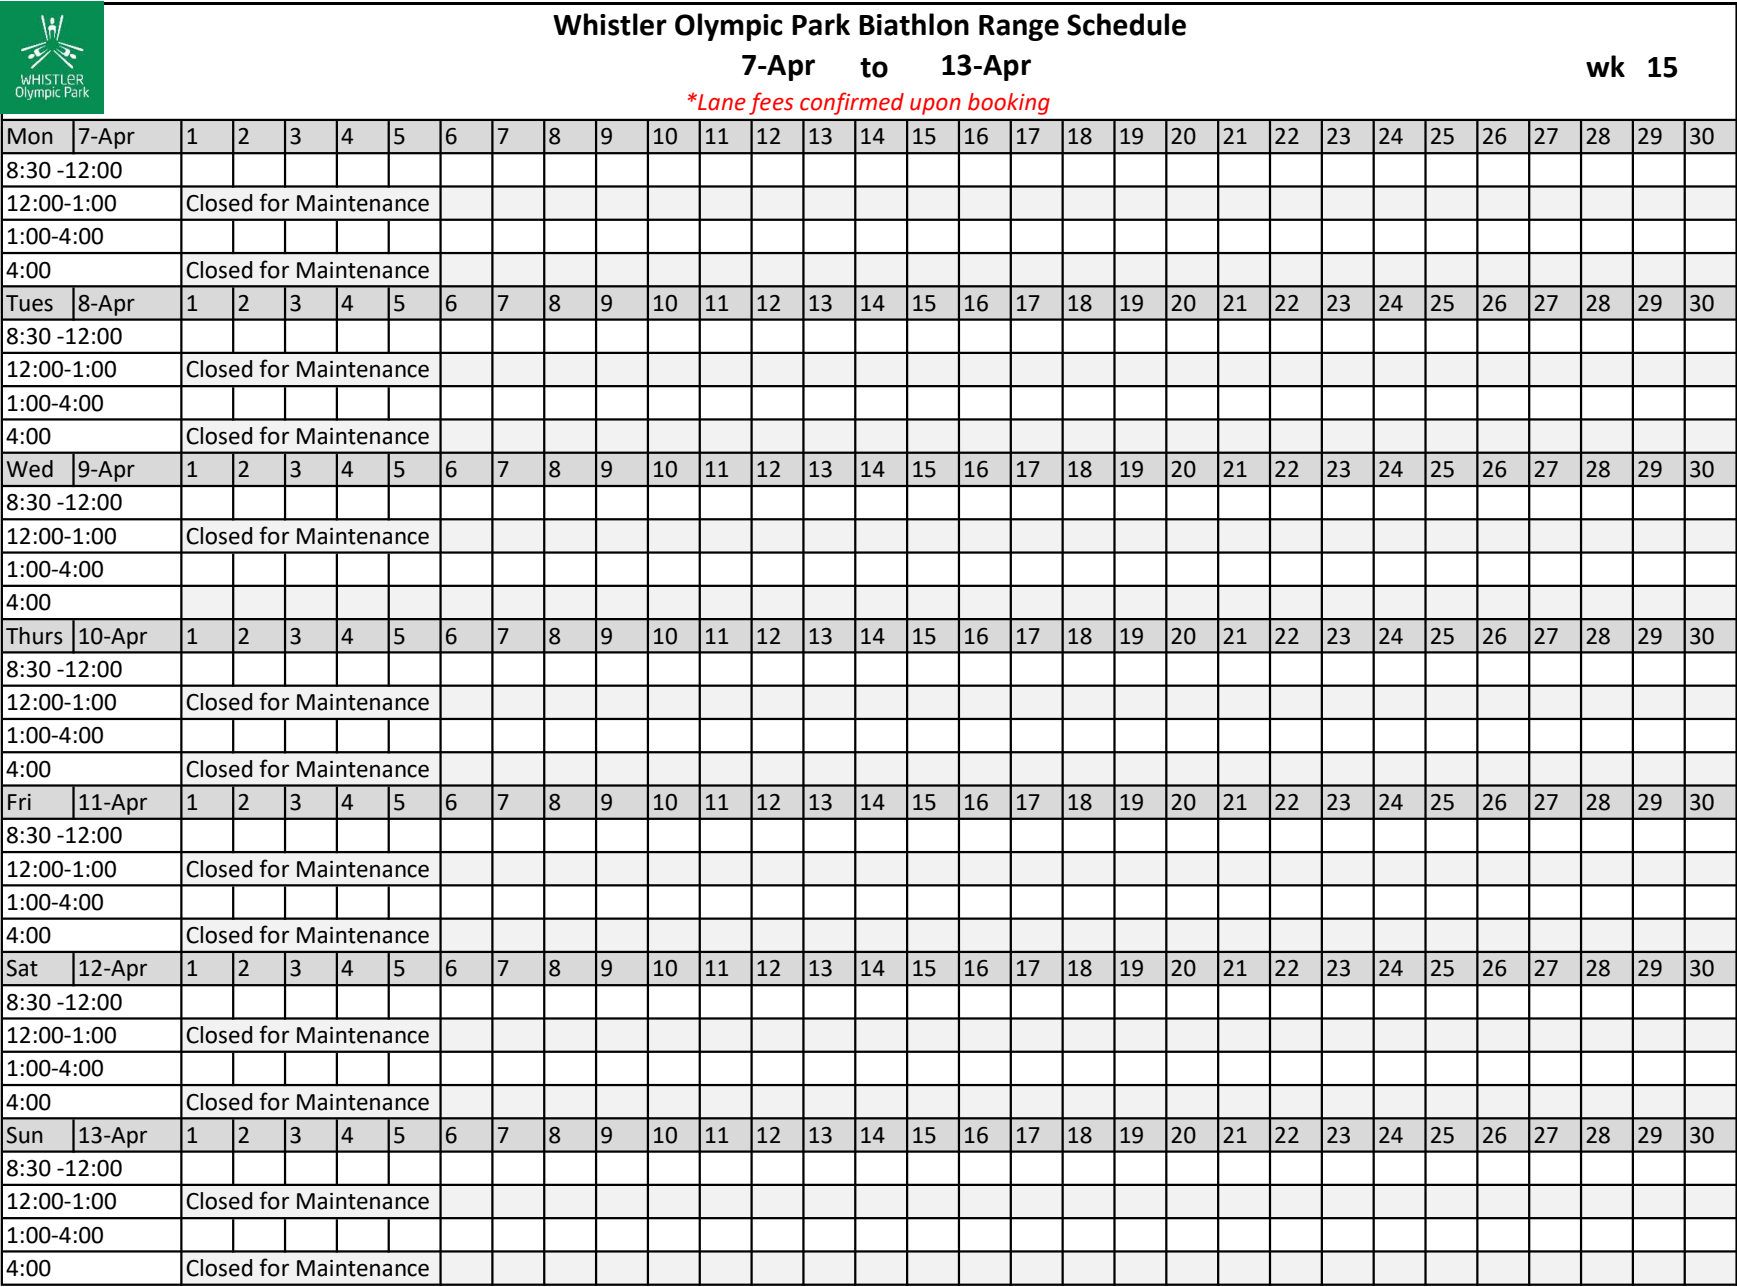 WHISTLER
Olympic Park
Whistler Olympic Park Biathlon Range Schedule
7-Apr to 13-Apr wk 15
*Lane fees confirmed upon booking
Mon 7-Apr 1 2 3 4 5 6 7 8 9 10 11 12 13 14 15 16 17 18 19 20 21 22 23 24 25 26 27 28 29 30
8:30 -12:00
12:00-1:00 Closed for Maintenance
1:00-4:00
4:00 Closed for Maintenance
Tues 8-Apr 1 2 3 4 5 6 7 8 9 10 11 12 13 14 15 16 17 18 19 20 21 22 23 24 25 26 27 28 29 30
8:30 -12:00
12:00-1:00 Closed for Maintenance
1:00-4:00
4:00 Closed for Maintenance
Wed 9-Apr 1 2 3 4 5 6 7 8 9 10 11 12 13 14 15 16 17 18 19 20 21 22 23 24 25 26 27 28 29 30
8:30 -12:00
12:00-1:00 Closed for Maintenance
1:00-4:00
4:00
Thurs 10-Apr 1 2 3 4 5 6 7 8 9 10 11 12 13 14 15 16 17 18 19 20 21 22 23 24 25 26 27 28 29 30
8:30 -12:00
12:00-1:00 Closed for Maintenance
1:00-4:00
4:00 Closed for Maintenance
Fri 11-Apr 1 2 3 4 5 6 7 8 9 10 11 12 13 14 15 16 17 18 19 20 21 22 23 24 25 26 27 28 29 30
8:30 -12:00
12:00-1:00 Closed for Maintenance
1:00-4:00
4:00 Closed for Maintenance
Sat 12-Apr 1 2 3 4 5 6 7 8 9 10 11 12 13 14 15 16 17 18 19 20 21 22 23 24 25 26 27 28 29 30
8:30 -12:00
12:00-1:00 Closed for Maintenance
1:00-4:00
4:00 Closed for Maintenance
Sun 13-Apr 1 2 3 4 5 6 7 8 9 10 11 12 13 14 15 16 17 18 19 20 21 22 23 24 25 26 27 28 29 30
8:30 -12:00
12:00-1:00 Closed for Maintenance
1:00-4:00
4:00 Closed for Maintenance